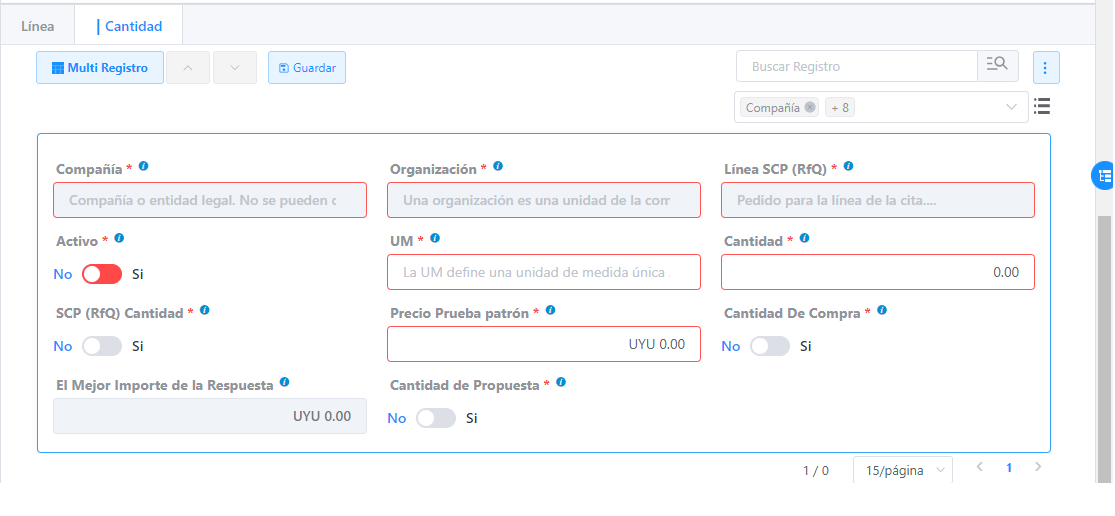 Línea Cantidad
Multi Registro Guardar Buscar Registro
Compañía + 8
Compañía * Organización * Línea SCP (RfQ) *
Compañía o entidad legal. No se pueden Una organización es una unidad de la Pedido para la línea de la cita....
Activo * UM * Cantidad *
No Si La UM define una unidad de medida única 0.00
SCP (RfQ) Cantidad * Precio Prueba patrón * Cantidad De Compra *
No Si UYU 0.00 No Si
El Mejor Importe de la Respuesta Cantidad de Propuesta *
UYU 0.00 No Si
1 / 0 15/página 1